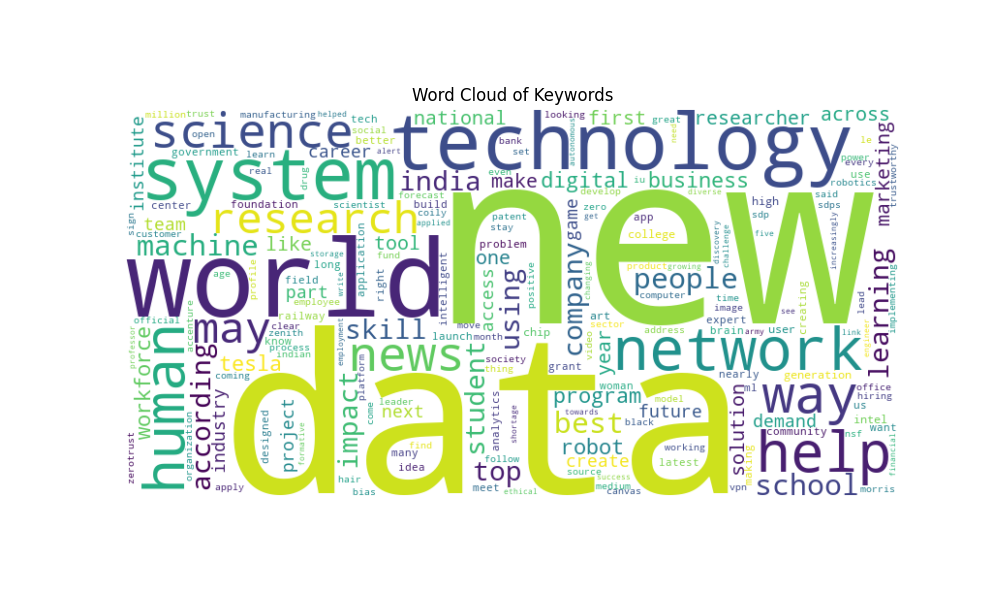 Word Cloud of Keywords
million
trust
manufacturing
helped
tech
national
looking
first
great
researcher
across
institute
open
science
social
better
technology
bank
set
autonomous
need
le
government
learn
career
alert
power
every
marketing
trustworthy
real
drug
system
even
india
make
digital
iu
business
use
robotics
center
foundation
forecast
scientist
build
coily
applied
develop
zero
get
diverse
patent
stay
game
app
high
said
sdp
sdps
sign
team
customer
research
new
college
five
discovery
challenge
increasingly
machine
like
tool
fund
application
storage
long
problem
one
positive
using
company
changing
product
growing
people
computer
time
image
expert
see
creating
learning
implementing
lead
world
age
profile
field
part
write
employee
right
intelligent
access
official
professor
accenture
may
clear
zenith
know
process
indian
railway
employment
skill
move
launch
month
chip
art
sector
video
address
brain
army
user
link
engineer
workforce
human
according
industry
organization
tesla
coming
news
platform
society
thing
grant
year
network
nearly
generation
ml
way
office
hiring
us
intel
want
financial
zerotrust
designed
project
formative
impact
come
leader
next
many
idea
find
student
analytics
shortage
program
woman
model
best
towards
black
future
working
solution
demand
community
nsf
data
apply
hair
bias
top
follow
meet
ethical
robot
create
source
success
medium
canvas
latest
making
vpn
help
school
morris